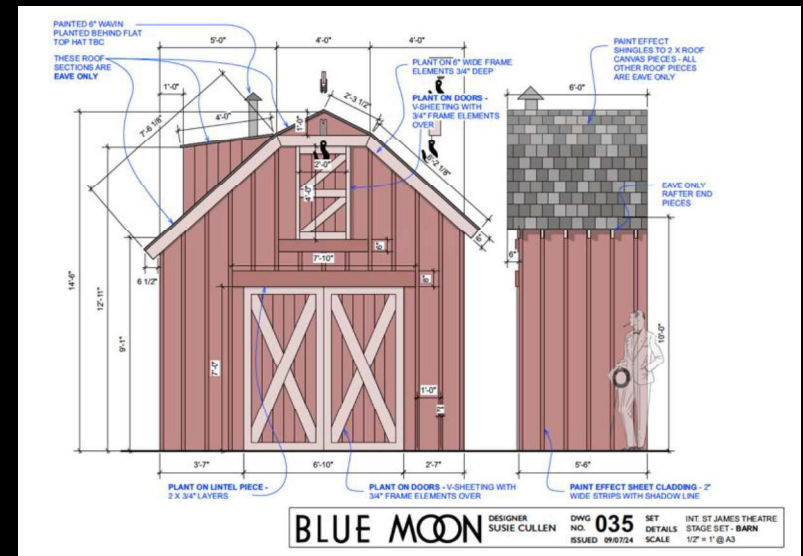 PAINTED 6" WAVIN
PLANTED BEHIND FLAT
TOP HAT TBC
THESE ROOF
SECTIONS ARE
EAVE ONLY
5'-0"
4'-0"
4'-0"
PLANT ON 6" WIDE FRAME
ELEMENTS 3/4" DEEP
PLANT ON DOORS -
V-SHEETING WITH
3/4" FRAME ELEMENTS
OVER
PAINT EFFECT
SHINGLES TO 2 X ROOF
CANVAS PIECES - ALL
OTHER ROOF PIECES
ARE EAVE ONLY
6'-0"
1'-0"
4'-0"
7'-6 1/8"
1'-0"
2'-3 1/2"
6'-2 1/8"
2'-0"
4'-0"
EAVE ONLY
RAFTER END
PIECES
6"
6"
6"
7'-10"
6"
6 1/2"
14'-6"
12'-11"
9'-1"
7'-0"
10'-0"
1'-0"
3'-7"
6'-10"
2'-7"
5'-6"
PLANT ON LINTEL PIECE -
2 X 3/4" LAYERS
PLANT ON DOORS - V-SHEETING WITH
3/4" FRAME ELEMENTS OVER
PAINT EFFECT SHEET CLADDING - 2"
WIDE STRIPS WITH SHADOW LINE
BLUE MOON
DESIGNER
SUSIE CULLEN
DWG NO. 035
ISSUED 09/07/24
SET INT. ST JAMES THEATRE
DETAILS STAGE SET - BARN
SCALE 1/2" = 1' @ A3